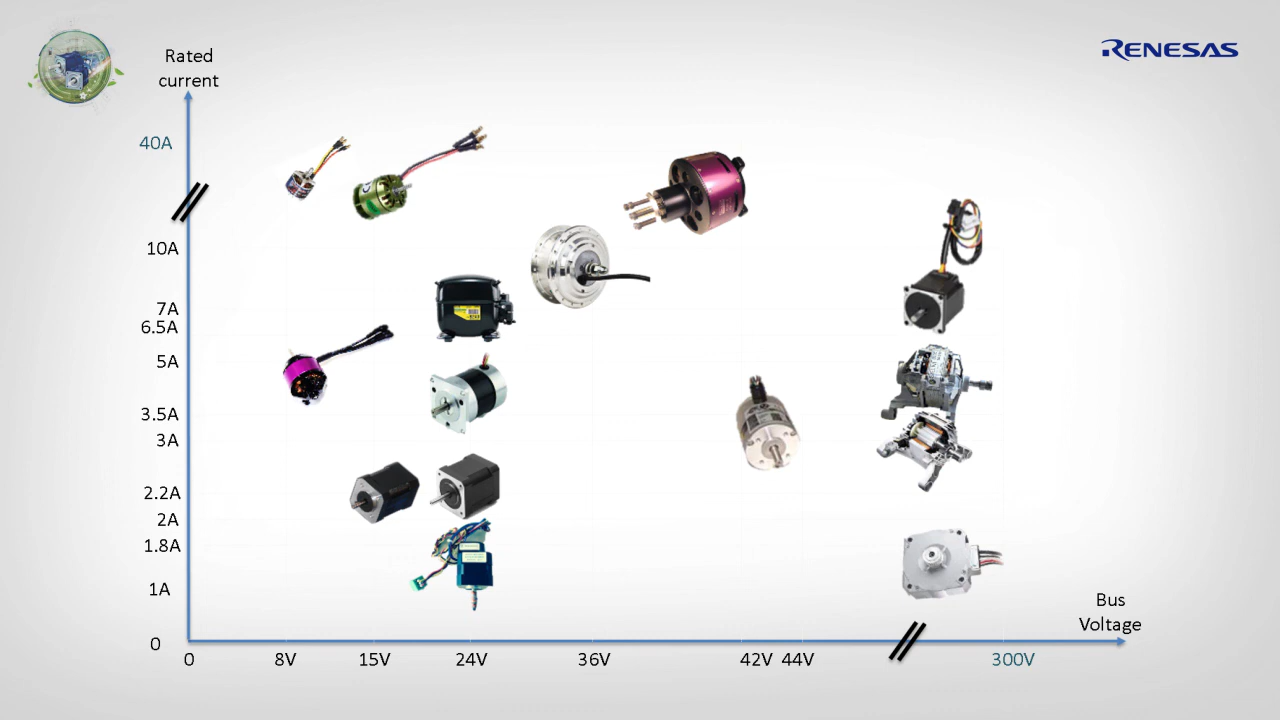 Rated
current
RENESAS
40A
10A
7A
6.5A
5A
3.5A
3A
2.2A
2A
1.8A
1A
0
Bus
Voltage
0 8V 15V 24V 36V 42V 44V 300V